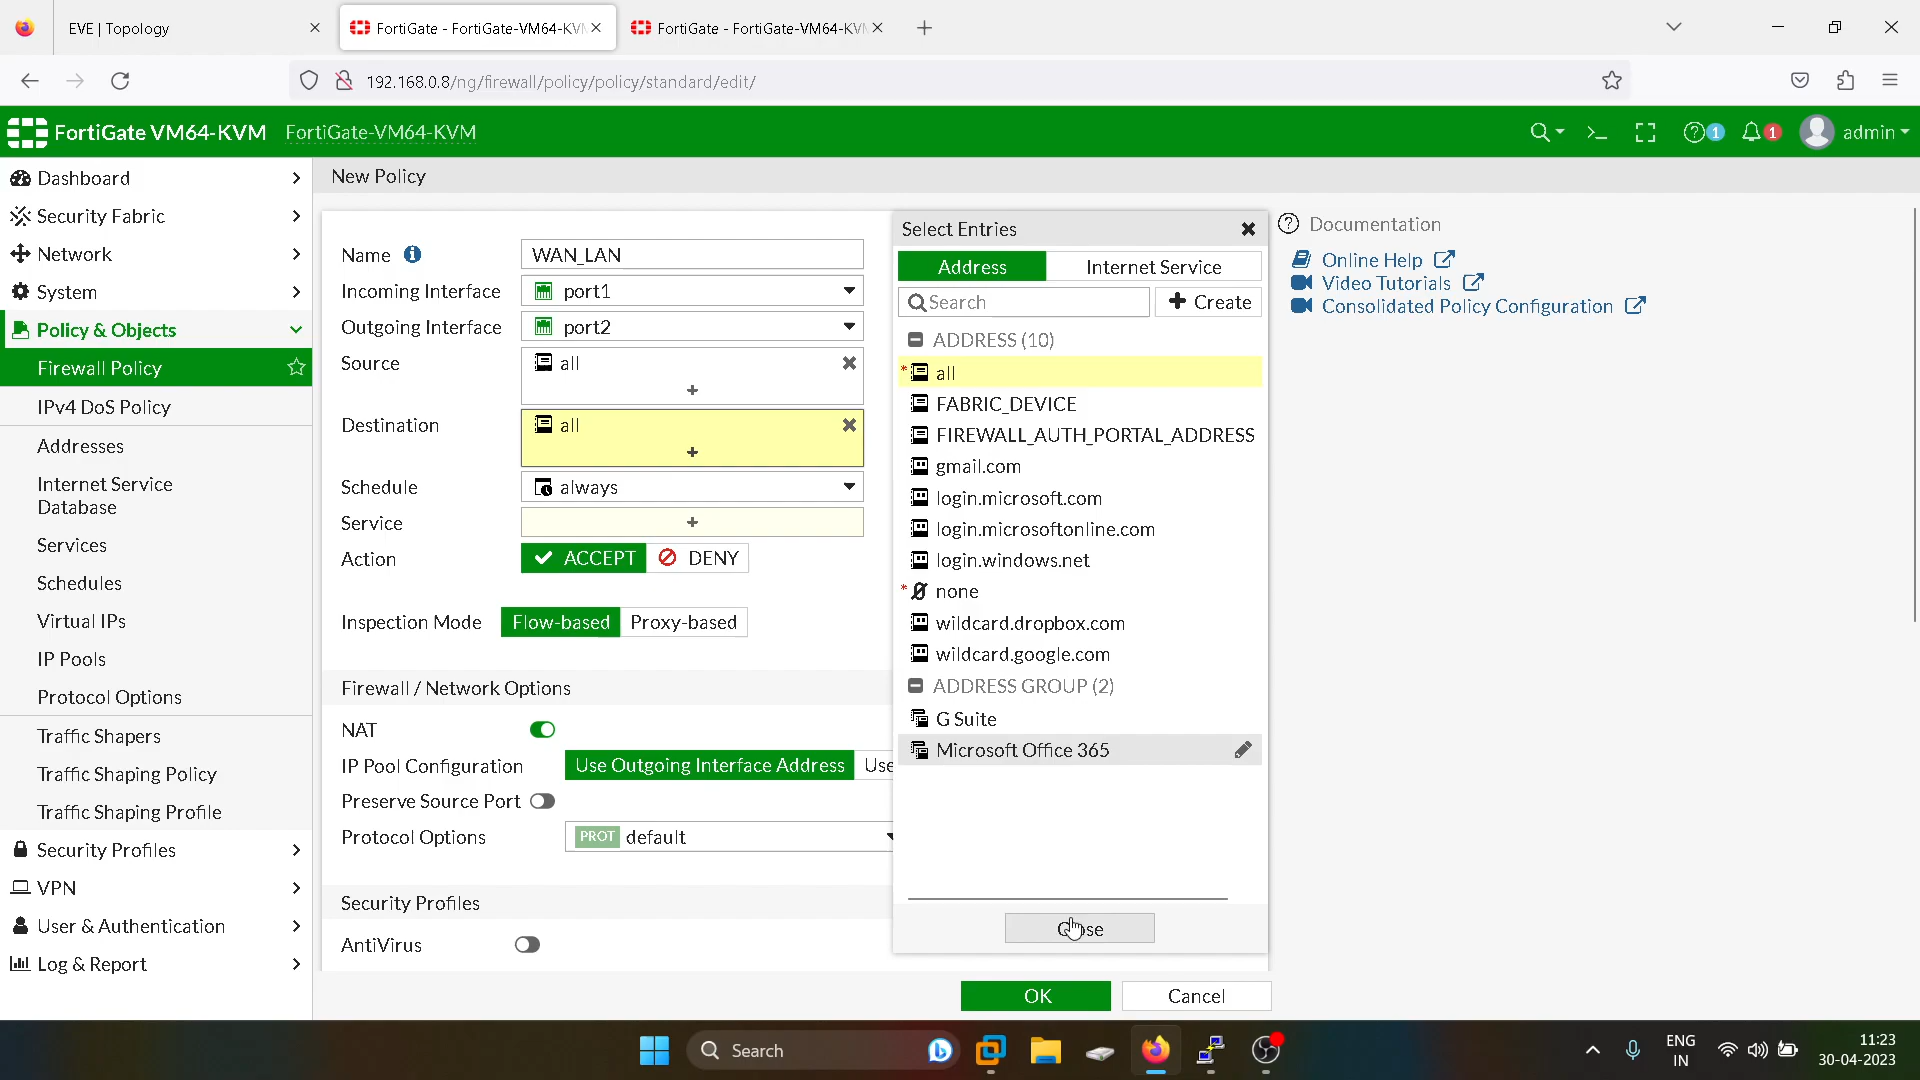 EVE | Topology
FortiGate - FortiGate-VM64-KVM
FortiGate - FortiGate-VM64-KVM
192.168.0.8/ng/firewall/policy/policy/standard/edit/
FortiGate VM64-KVM
FortiGate-VM64-KVM
1
1
admin
Dashboard
Security Fabric
Network
System
Policy & Objects
Firewall Policy
IPv4 DoS Policy
Addresses
Internet Service
Database
Services
Schedules
Virtual IPs
IP Pools
Protocol Options
Traffic Shapers
Traffic Shaping Policy
Traffic Shaping Profile
Security Profiles
VPN
User & Authentication
Log & Report
New Policy
Name WAN_LAN
Incoming Interface port1
Outgoing Interface port2
Source all
+
Destination all
+
Schedule always
Service +
Action ACCEPT DENY
Inspection Mode Flow-based Proxy-based
Firewall / Network Options
NAT
IP Pool Configuration Use Outgoing Interface Address Use
Preserve Source Port
Protocol Options PROT default
Security Profiles
AntiVirus
Select Entries
Address Internet Service
Search + Create
ADDRESS (10)
* all
FABRIC_DEVICE
FIREWALL_AUTH_PORTAL_ADDRESS
gmail.com
login.microsoft.com
login.microsoftonline.com
login.windows.net
* none
wildcard.dropbox.com
wildcard.google.com
ADDRESS GROUP (2)
G Suite
Microsoft Office 365
Close
OK Cancel
Documentation
Online Help
Video Tutorials
Consolidated Policy Configuration
Search
ENG
IN
11:23
30-04-2023